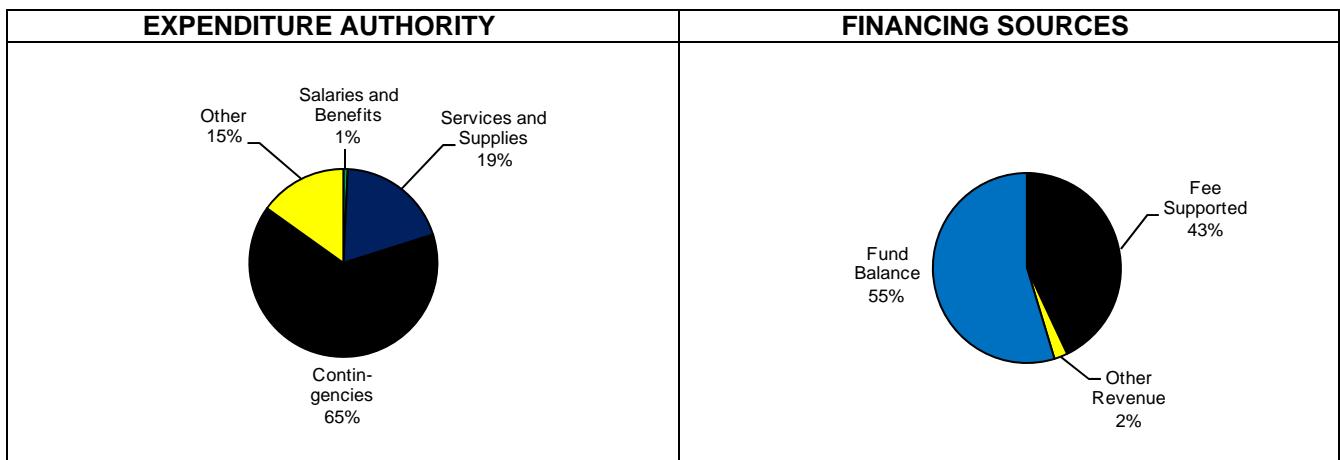 EXPENDITURE AUTHORITY
FINANCING SOURCES
Salaries and
Benefits
1%
Services and
Supplies
19%
Other
15%
Contin-
gencies
65%
Fee
Supported
43%
Fund
Balance
55%
Other
Revenue
2%